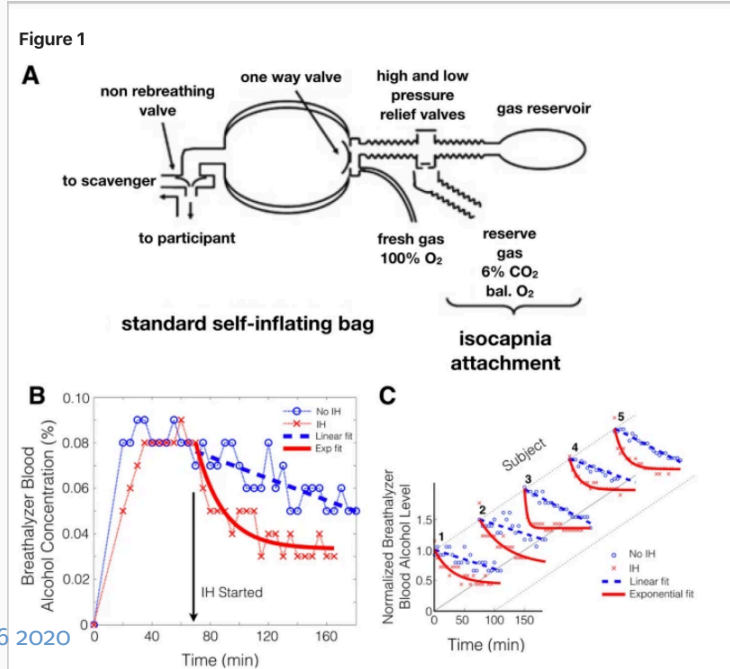 Figure 1
A
non rebreathing
valve
one way valve
high and low
pressure
relief valves
gas reservoir
to scavenger
to participant
fresh gas
100% O₂
reserve
gas
6% CO₂
bal. O₂
standard self-inflating bag
isocapnia
attachment
B
Breathalyzer Blood
Alcohol Concentration (%)
0.10
0.08
0.06
0.04
0.02
0
0 40 80 120 160
Time (min)
No IH
IH
Linear fit
Exp fit
IH Started
C
Normalized Breathalyzer
Blood Alcohol Level
1.5
1.0
0.5
0
0 50 100 150
Time (min)
Subject
1
2
3
4
5
No IH
IH
Linear fit
Exponential fit
6 2020